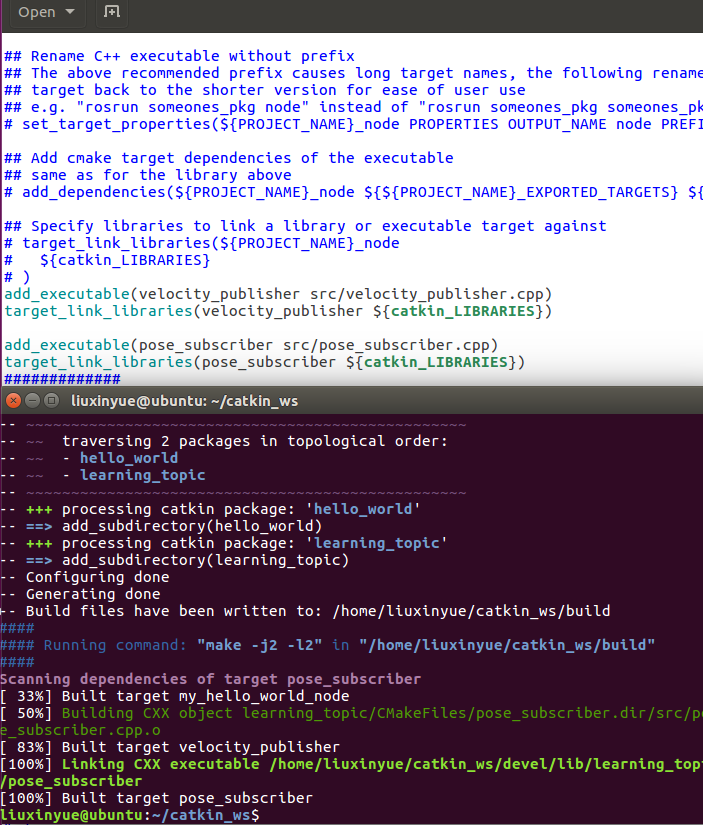 Open
## Rename C++ executable without prefix
## The above recommended prefix causes long target names, the following rename
## target back to the shorter version for ease of user use
## e.g. "rosrun someones_pkg node" instead of "rosrun someones_pkg someones_pk
# set_target_properties(${PROJECT_NAME}_node PROPERTIES OUTPUT_NAME node PREFI
## Add cmake target dependencies of the executable
## same as for the library above
# add_dependencies(${PROJECT_NAME}_node ${${PROJECT_NAME}_EXPORTED_TARGETS} ${
## Specify libraries to link a library or executable target against
# target_link_libraries(${PROJECT_NAME}_node
#   ${catkin_LIBRARIES}
# )
add_executable(velocity_publisher src/velocity_publisher.cpp)
target_link_libraries(velocity_publisher ${catkin_LIBRARIES})
add_executable(pose_subscriber src/pose_subscriber.cpp)
target_link_libraries(pose_subscriber ${catkin_LIBRARIES})
#############
liuxinyue@ubuntu: ~/catkin_ws
-- ~~~~~~~~~~~~~~~~~~~~~~~~~~~~~~~~~~~~~~~~~~~~~~~~~
-- ~~  traversing 2 packages in topological order:
-- ~~  - hello_world
-- ~~  - learning_topic
-- ~~~~~~~~~~~~~~~~~~~~~~~~~~~~~~~~~~~~~~~~~~~~~~~~~
-- +++ processing catkin package: 'hello_world'
-- ==> add_subdirectory(hello_world)
-- +++ processing catkin package: 'learning_topic'
-- ==> add_subdirectory(learning_topic)
-- Configuring done
-- Generating done
-- Build files have been written to: /home/liuxinyue/catkin_ws/build
####
#### Running command: "make -j2 -l2" in "/home/liuxinyue/catkin_ws/build"
####
Scanning dependencies of target pose_subscriber
[ 33%] Built target my_hello_world_node
[ 50%] Building CXX object learning_topic/CMakeFiles/pose_subscriber.dir/src/po
e_subscriber.cpp.o
[ 83%] Built target velocity_publisher
[100%] Linking CXX executable /home/liuxinyue/catkin_ws/devel/lib/learning_topi
/pose_subscriber
[100%] Built target pose_subscriber
liuxinyue@ubuntu:~/catkin_ws$